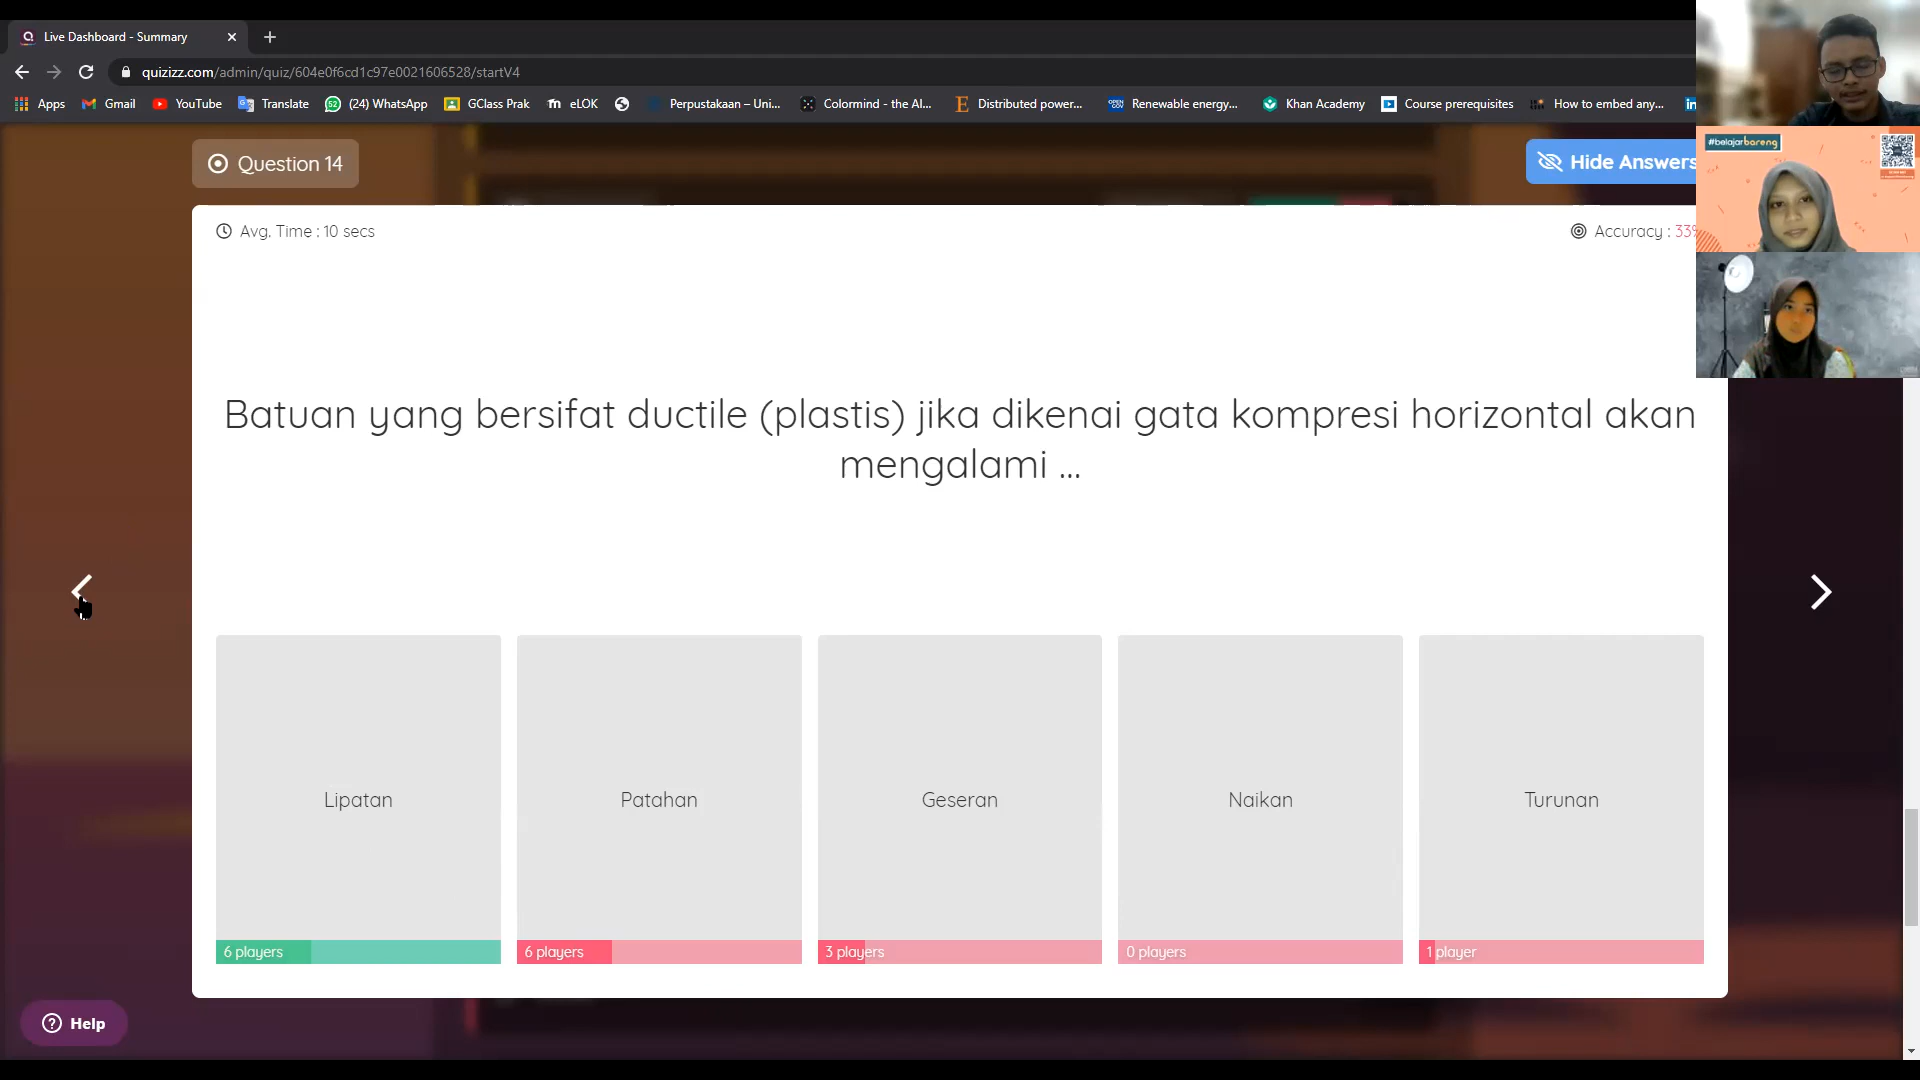 Live Dashboard - Summary
quizizz.com/admin/quiz/604e0f6cd1c97e0021606528/startV4
Apps
Gmail
YouTube
Translate
(24) WhatsApp
GClass Prak
eLOK
Perpustakaan – Uni...
Colormind - the AI...
Distributed power...
Renewable energy...
Khan Academy
Course prerequisites
How to embed any...
#belajarbareng
Question 14
Hide Answers
Avg. Time : 10 secs
Accuracy : 33%
Batuan yang bersifat ductile (plastis) jika dikenai gata kompresi horizontal akan
mengalami ...
Lipatan
Patahan
Geseran
Naikan
Turunan
6 players
6 players
3 players
0 players
1 player
Help